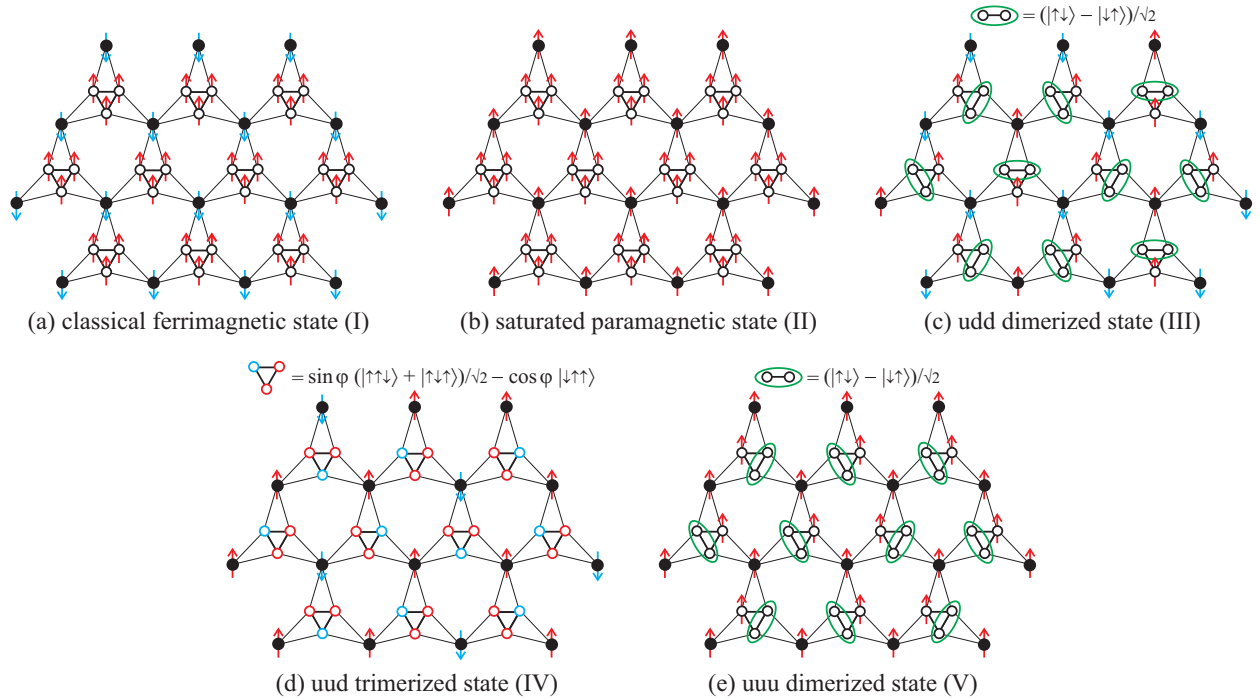 = (|↑↓⟩ − |↓↑⟩)/√2
(a) classical ferrimagnetic state (I)
(b) saturated paramagnetic state (II)
(c) udd dimerized state (III)
= sin φ (|↑↑↓⟩ + |↑↓↑⟩)/√2 − cos φ |↓↑↑⟩
= (|↑↓⟩ − |↓↑⟩)/√2
(d) uud trimerized state (IV)
(e) uuu dimerized state (V)